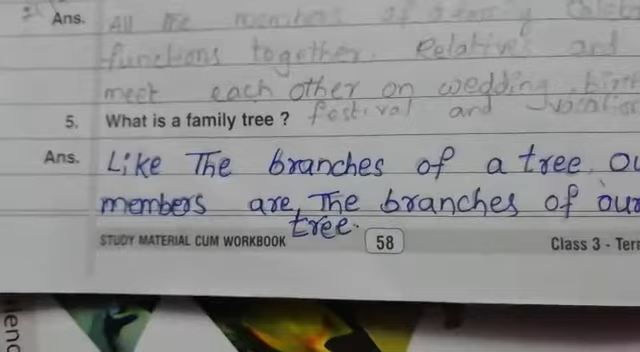 Ans. All the members of a family
functions together. Relatives and
meet each other on wedding, birth
festival and vacation
5. What is a family tree ?
Ans. Like The branches of a tree. Ou
members are, The branches of our
tree.
STUDY MATERIAL CUM WORKBOOK 58 Class 3 - Ter